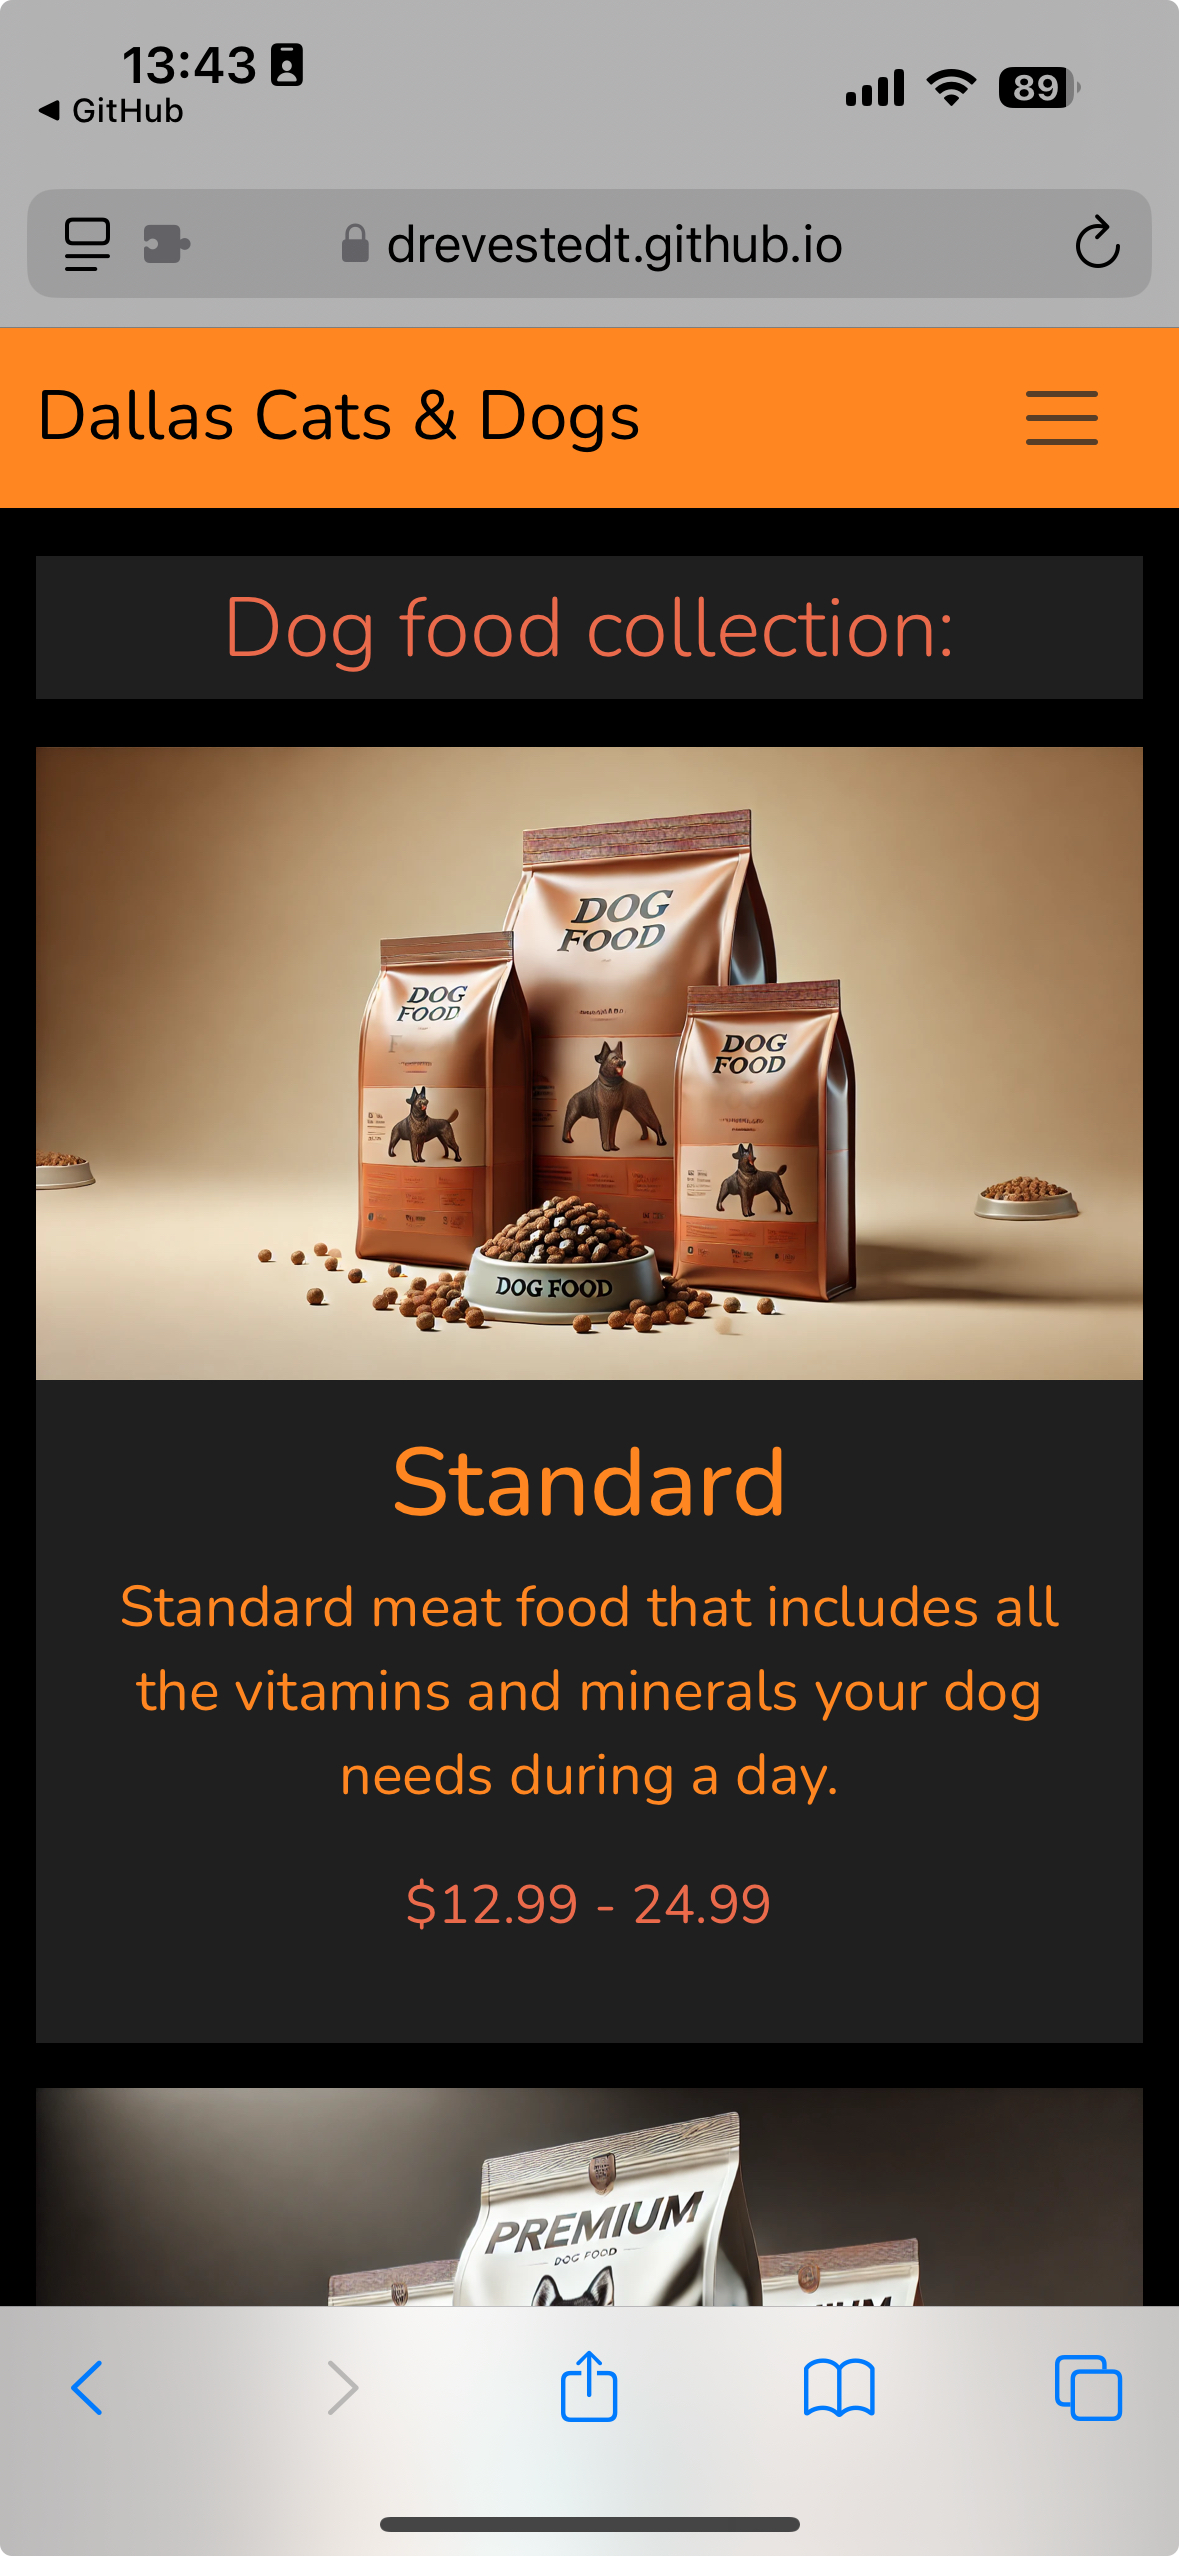 13:43
GitHub
89
drevestedt.github.io
Dallas Cats & Dogs
Dog food collection:
DOG
FOOD
DOG
FOOD
F
DOG
FOOD
DOG FOOD
Standard
Standard meat food that includes all
the vitamins and minerals your dog
needs during a day.
$12.99 - 24.99
PREMIUM
DOG FOOD